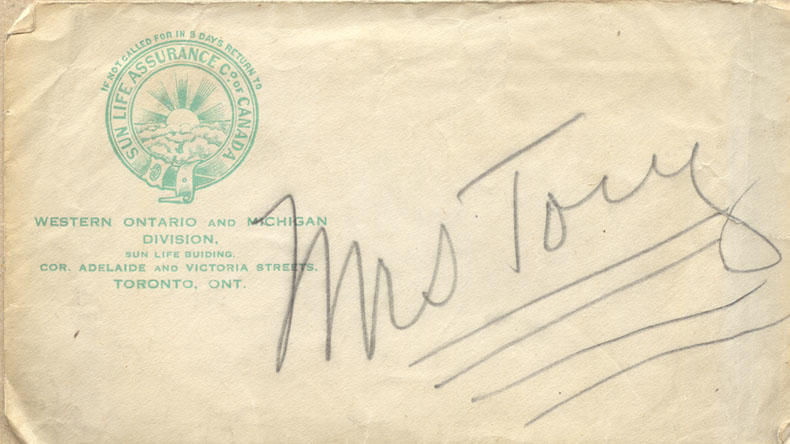 IF NOT CALLED FOR IN 5 DAYS RETURN TO
SUN LIFE ASSURANCE Co. OF CANADA
WESTERN ONTARIO AND MICHIGAN
DIVISION,
SUN LIFE BUIDING.
COR. ADELAIDE AND VICTORIA STREETS.
TORONTO, ONT.
Mrs Tory